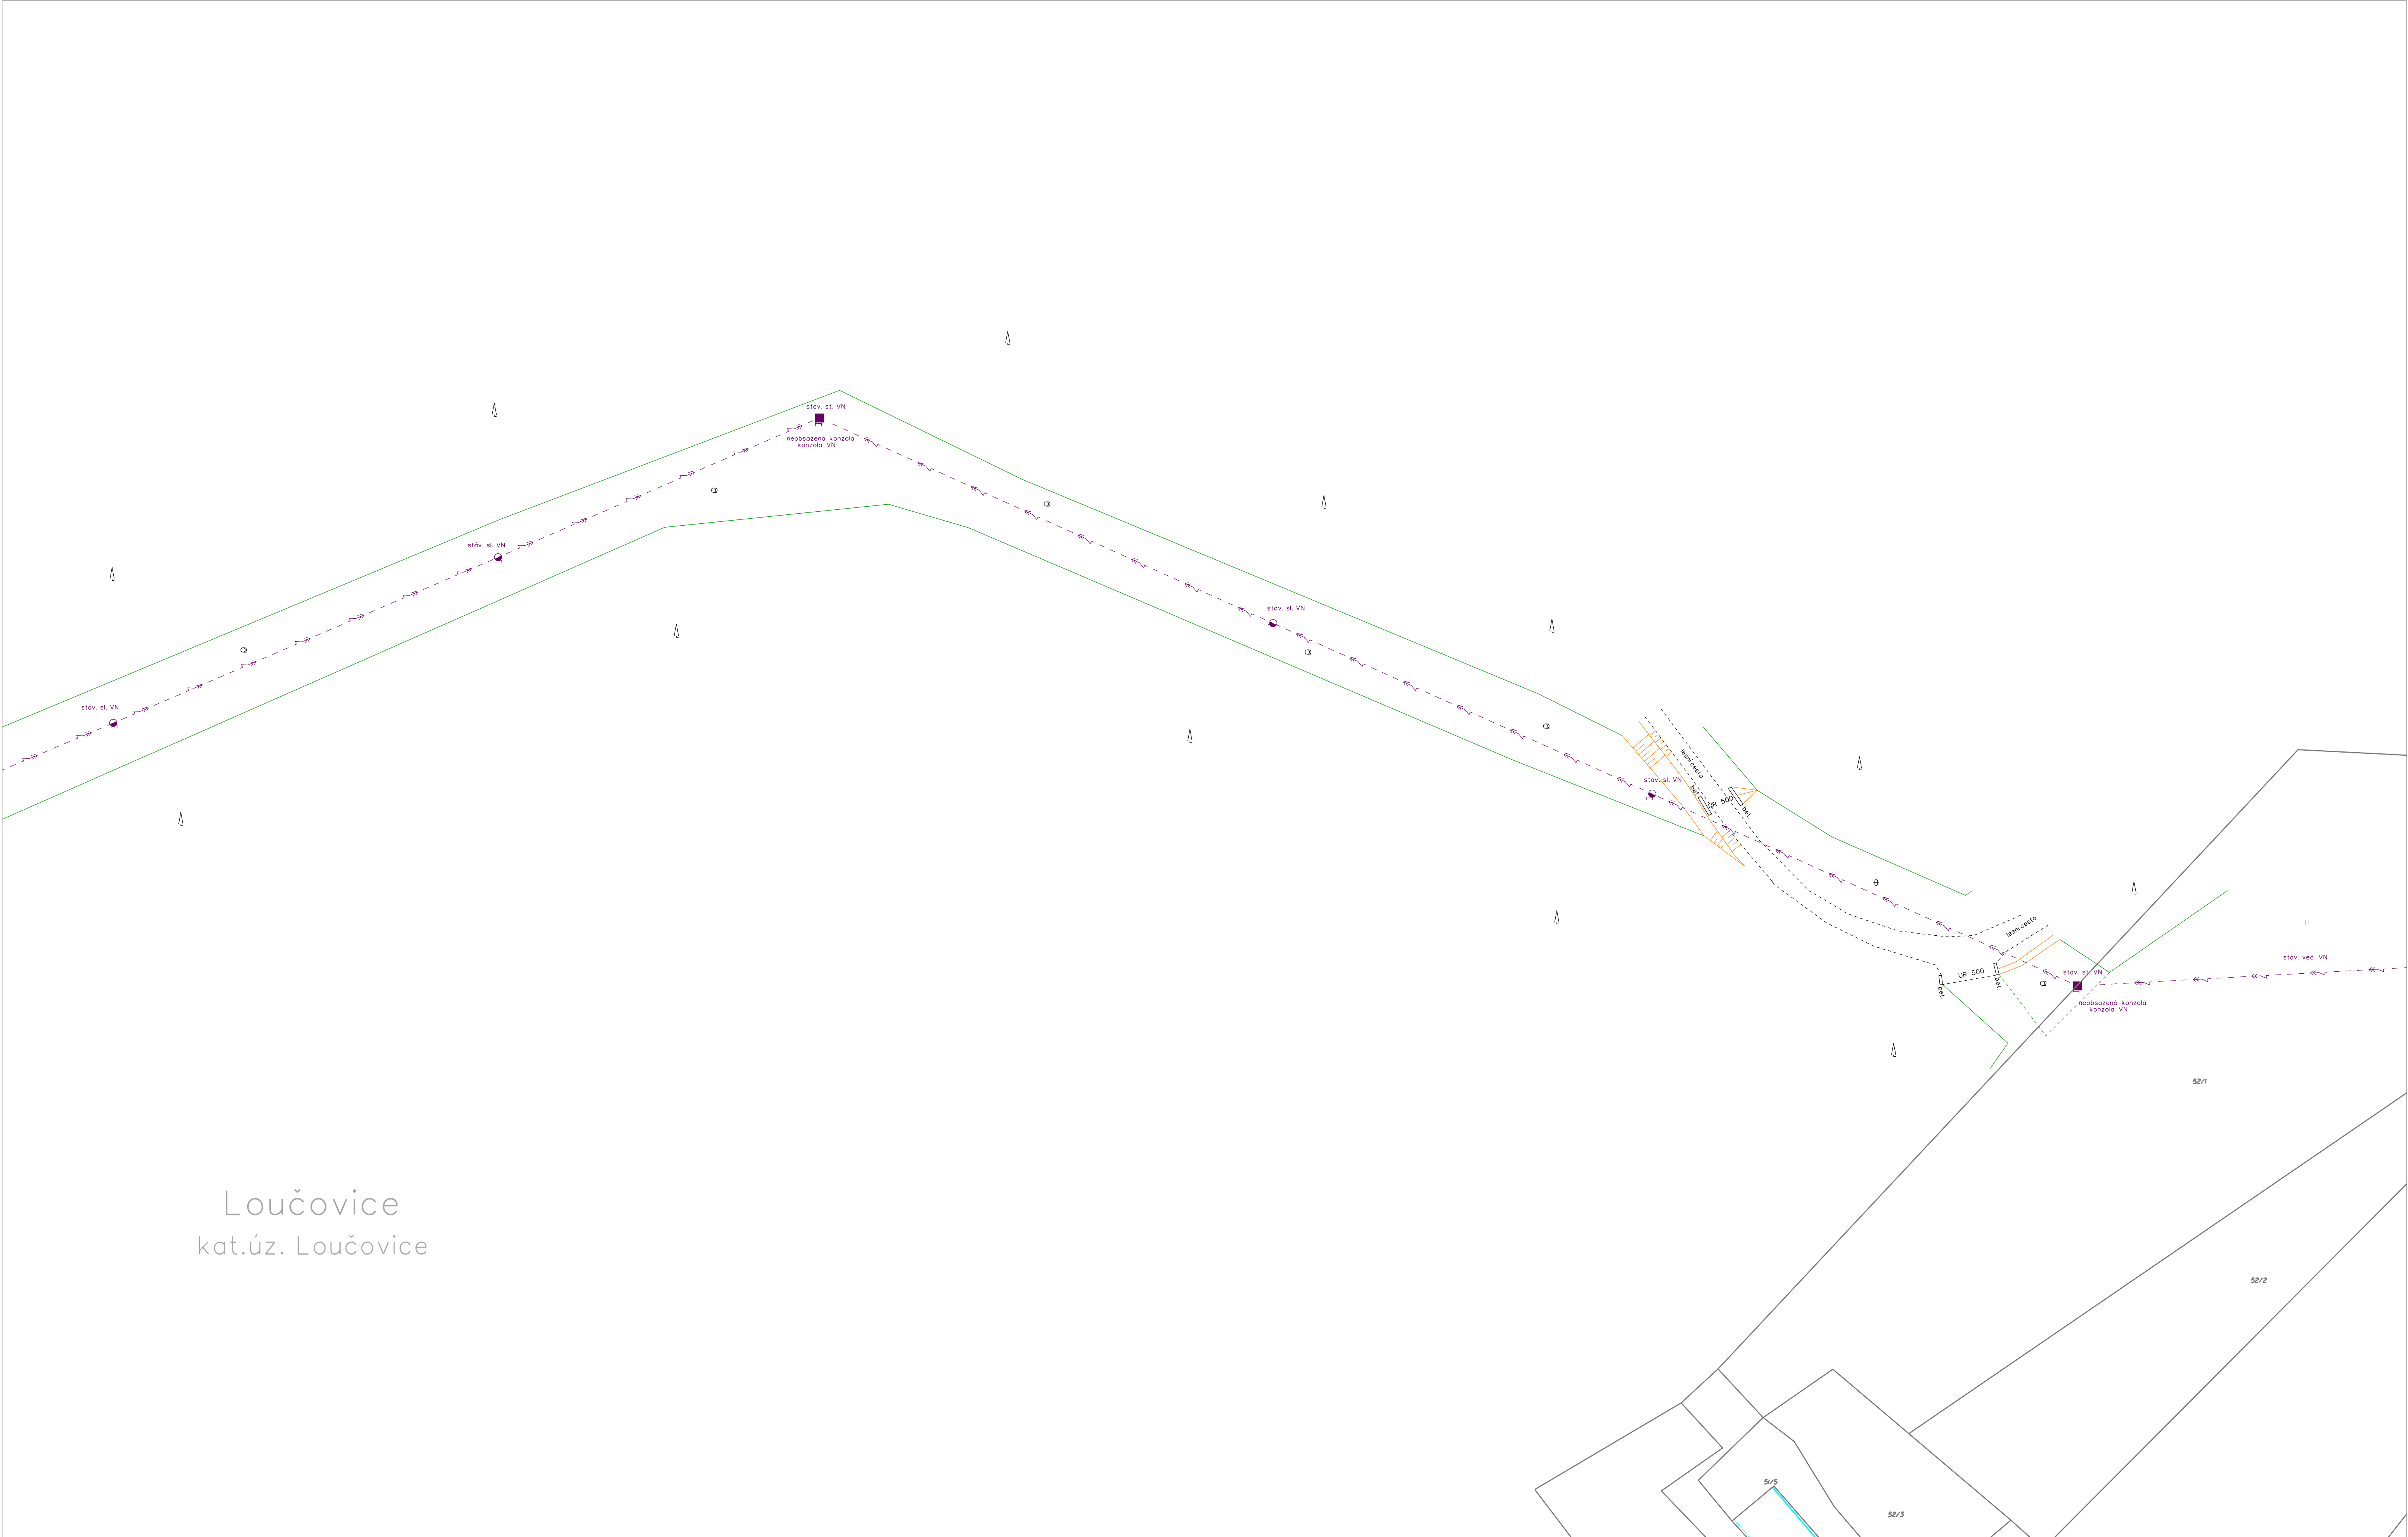 stáv. st. VN
neobsazená konzola
konzola VN
stáv. sl. VN
stáv. sl. VN
stáv. sl. VN
stáv. sl. VN
lesní cesta
bet.
UR 500
bet.
lesní cesta
stáv. ved. VN
stáv. st. VN
UR 500
bet.
bet.
neobsazená konzola
konzola VN
52/1
Loučovice
kat.úz. Loučovice
52/2
51/5
52/3